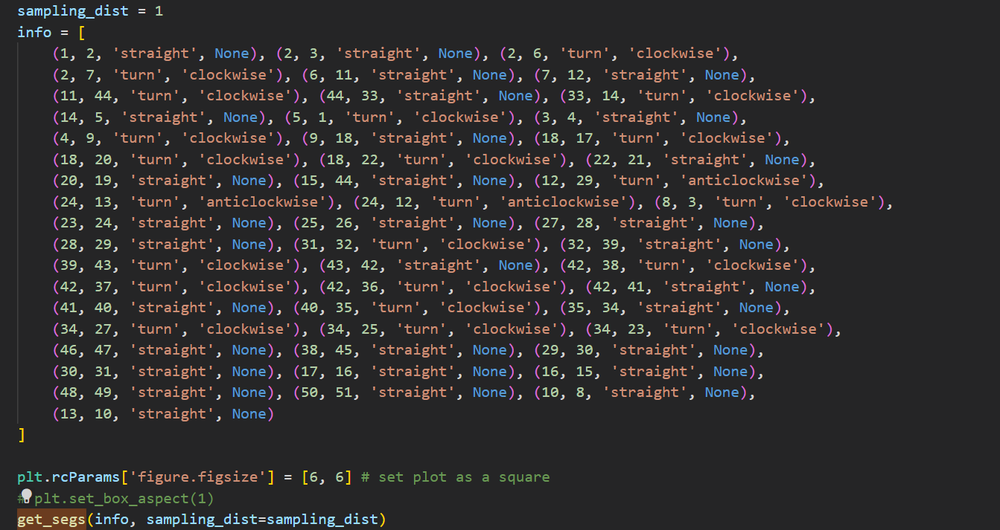 sampling_dist = 1
info = [
    (1, 2, 'straight', None), (2, 3, 'straight', None), (2, 6, 'turn', 'clockwise'),
    (2, 7, 'turn', 'clockwise'), (6, 11, 'straight', None), (7, 12, 'straight', None),
    (11, 44, 'turn', 'clockwise'), (44, 33, 'straight', None), (33, 14, 'turn', 'clockwise'),
    (14, 5, 'straight', None), (5, 1, 'turn', 'clockwise'), (3, 4, 'straight', None),
    (4, 9, 'turn', 'clockwise'), (9, 18, 'straight', None), (18, 17, 'turn', 'clockwise'),
    (18, 20, 'turn', 'clockwise'), (18, 22, 'turn', 'clockwise'), (22, 21, 'straight', None),
    (20, 19, 'straight', None), (15, 44, 'straight', None), (12, 29, 'turn', 'anticlockwise'),
    (24, 13, 'turn', 'anticlockwise'), (24, 12, 'turn', 'anticlockwise'), (8, 3, 'turn', 'clockwise'),
    (23, 24, 'straight', None), (25, 26, 'straight', None), (27, 28, 'straight', None),
    (28, 29, 'straight', None), (31, 32, 'turn', 'clockwise'), (32, 39, 'straight', None),
    (39, 43, 'turn', 'clockwise'), (43, 42, 'straight', None), (42, 38, 'turn', 'clockwise'),
    (42, 37, 'turn', 'clockwise'), (42, 36, 'turn', 'clockwise'), (42, 41, 'straight', None),
    (41, 40, 'straight', None), (40, 35, 'turn', 'clockwise'), (35, 34, 'straight', None),
    (34, 27, 'turn', 'clockwise'), (34, 25, 'turn', 'clockwise'), (34, 23, 'turn', 'clockwise'),
    (46, 47, 'straight', None), (38, 45, 'straight', None), (29, 30, 'straight', None),
    (30, 31, 'straight', None), (17, 16, 'straight', None), (16, 15, 'straight', None),
    (48, 49, 'straight', None), (50, 51, 'straight', None), (10, 8, 'straight', None),
    (13, 10, 'straight', None)
]
plt.rcParams['figure.figsize'] = [6, 6] # set plot as a square
# plt.set_box_aspect(1)
get_segs(info, sampling_dist=sampling_dist)